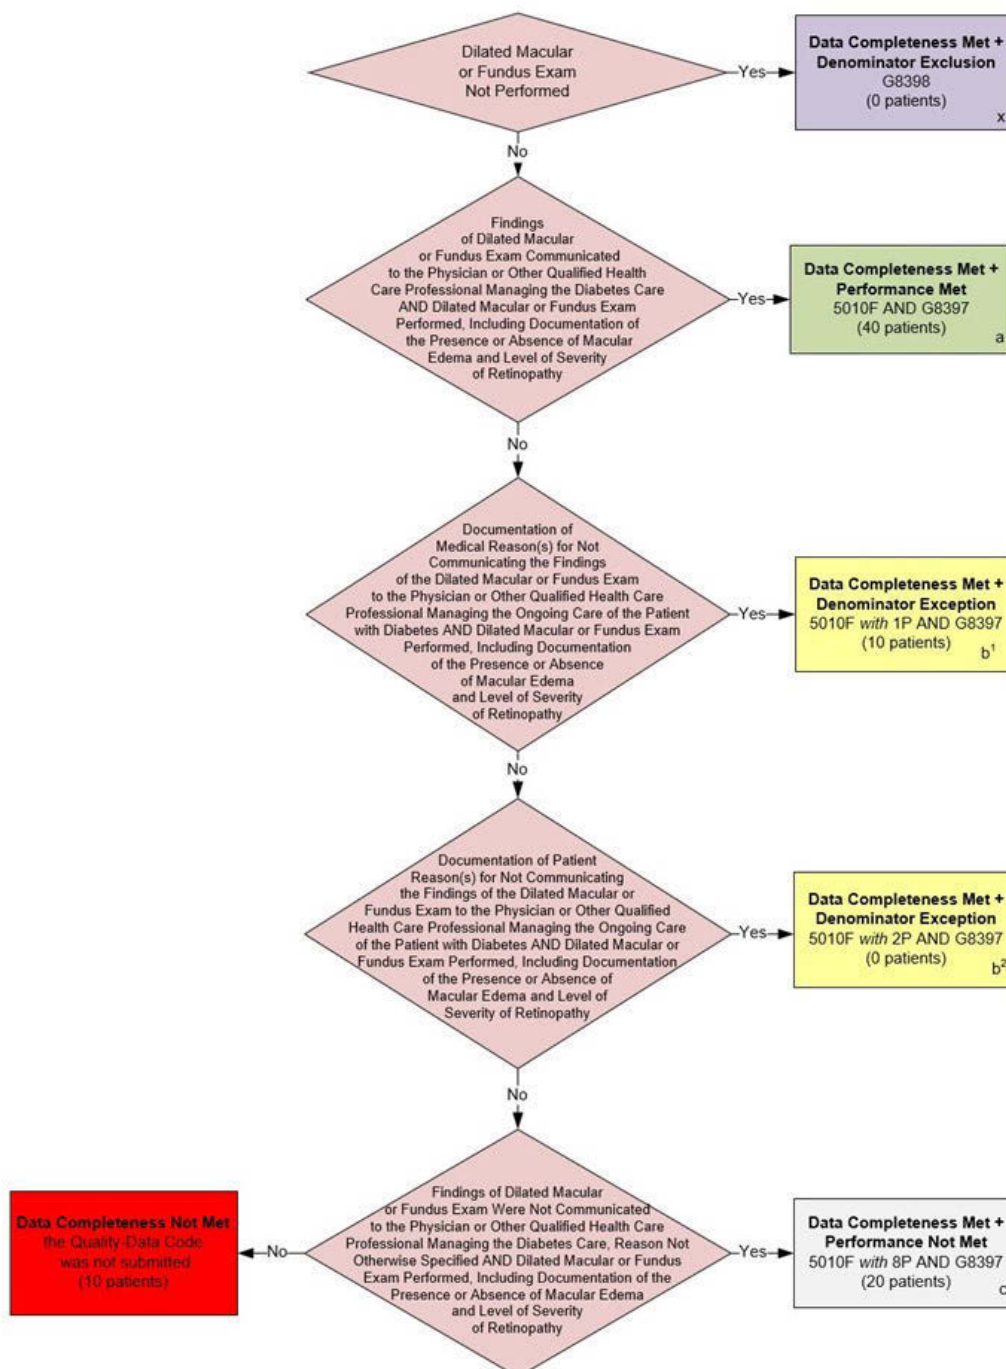 Dilated Macular
or Fundus Exam
Not Performed
Yes
Data Completeness Met +
Denominator Exclusion
G8398
(0 patients)
x
No
Findings
of Dilated Macular
or Fundus Exam Communicated
to the Physician or Other Qualified Health
Care Professional Managing the Diabetes Care
AND Dilated Macular or Fundus Exam
Performed, Including Documentation of
the Presence or Absence of Macular
Edema and Level of Severity
of Retinopathy
Yes
Data Completeness Met +
Performance Met
5010F AND G8397
(40 patients)
a
No
Documentation of
Medical Reason(s) for Not
Communicating the Findings
of the Dilated Macular or Fundus Exam
to the Physician or Other Qualified Health Care
Professional Managing the Ongoing Care of the Patient
with Diabetes AND Dilated Macular or Fundus Exam
Performed, Including Documentation
of the Presence or Absence
of Macular Edema
and Level of Severity
of Retinopathy
Yes
Data Completeness Met +
Denominator Exception
5010F with 1P AND G8397
(10 patients)
b¹
No
Documentation of Patient
Reason(s) for Not Communicating
the Findings of the Dilated Macular or
Fundus Exam to the Physician or Other Qualified
Health Care Professional Managing the Ongoing Care
of the Patient with Diabetes AND Dilated Macular or
Fundus Exam Performed, Including Documentation
of the Presence or Absence of
Macular Edema and Level of
Severity of Retinopathy
Yes
Data Completeness Met +
Denominator Exception
5010F with 2P AND G8397
(0 patients)
b²
No
Data Completeness Not Met
the Quality-Data Code
was not submitted
(10 patients)
No
Findings of Dilated Macular
or Fundus Exam Were Not Communicated
to the Physician or Other Qualified Health Care
Professional Managing the Diabetes Care, Reason Not
Otherwise Specified AND Dilated Macular or Fundus
Exam Performed, Including Documentation of the
Presence or Absence of Macular Edema
and Level of Severity
of Retinopathy
Yes
Data Completeness Met +
Performance Not Met
5010F with 8P AND G8397
(20 patients)
c